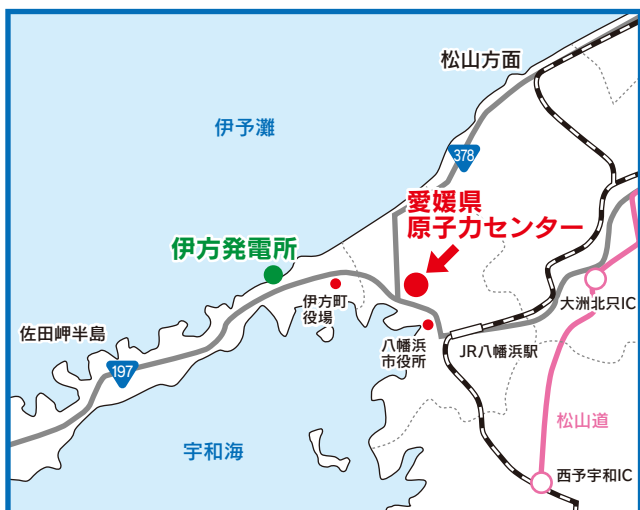 松山方面
伊予灘
378
愛媛県
原子力センター
伊方発電所
伊方町
役場
大洲北只IC
佐田岬半島
八幡浜
市役所
JR八幡浜駅
197
松山道
宇和海
西予宇和IC